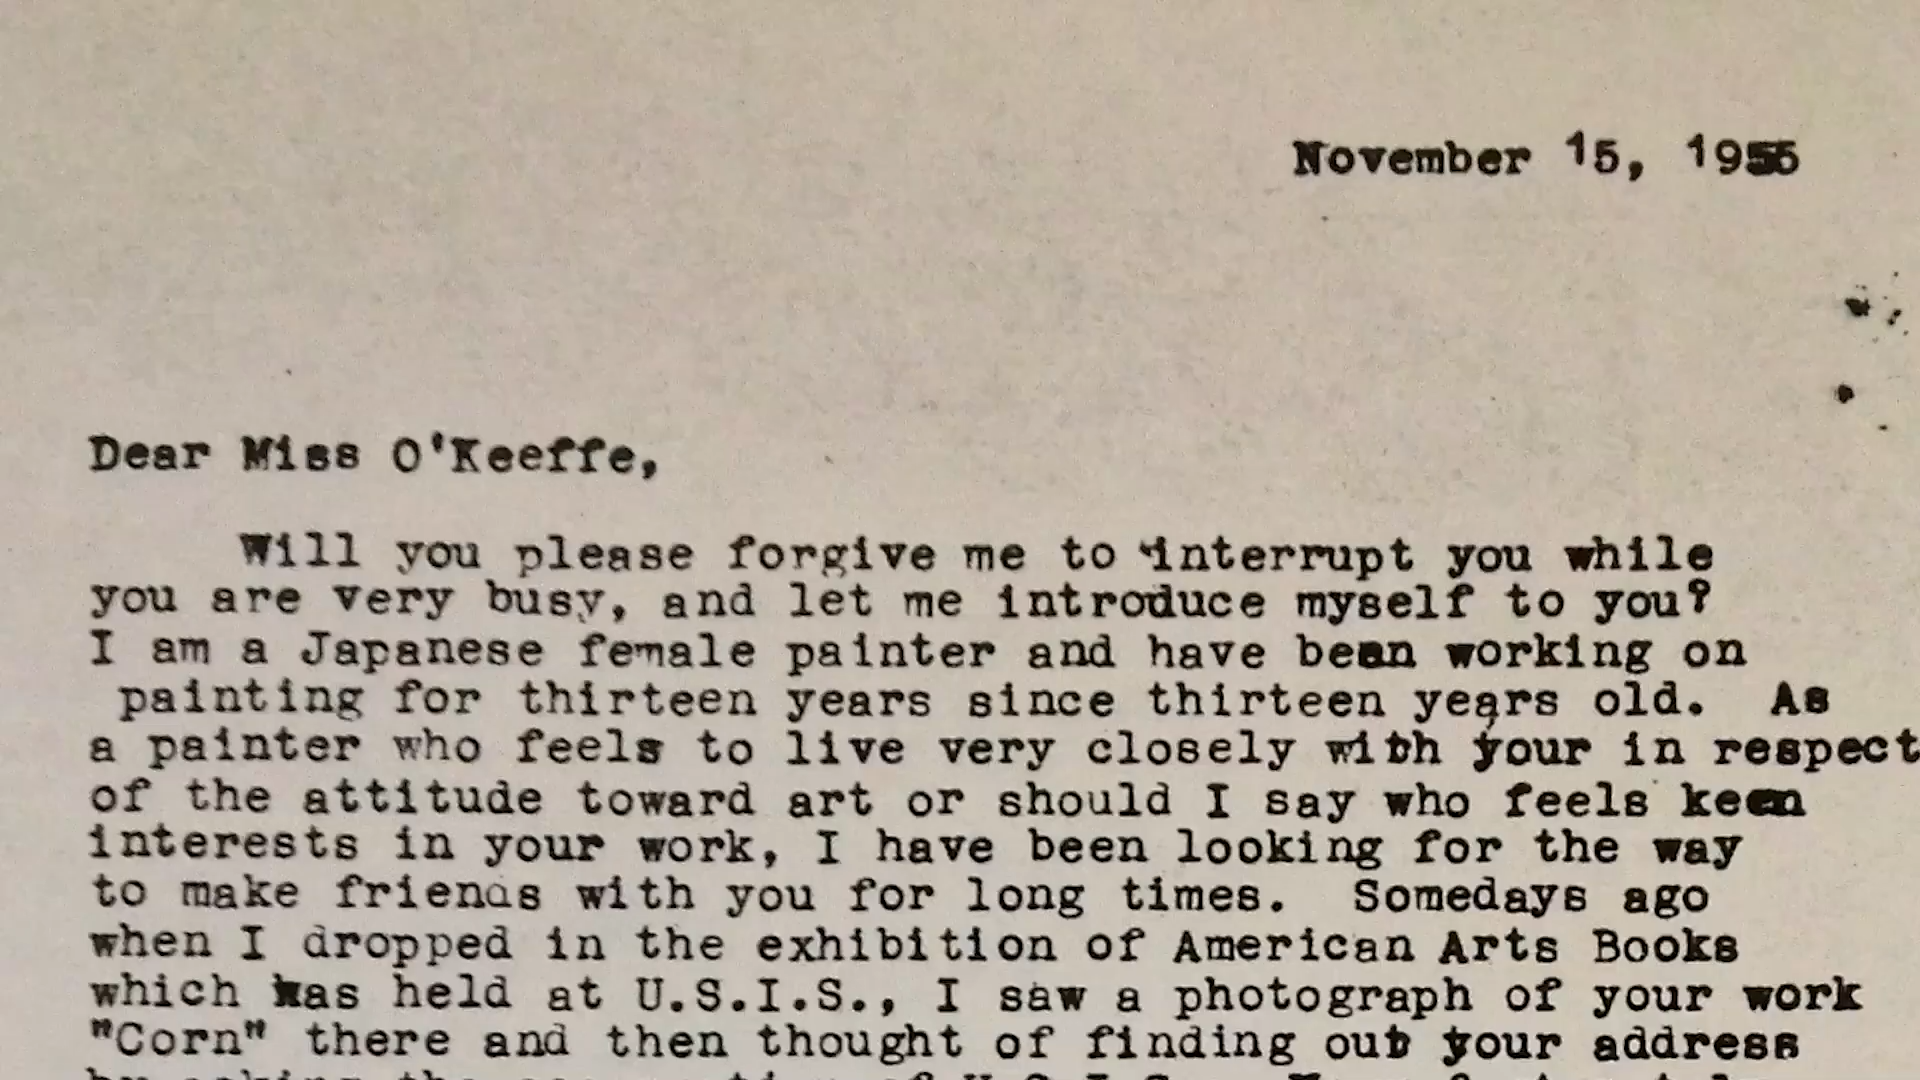 November 15, 1955
Dear Miss O'Keeffe,
Will you please forgive me to interrupt you while
you are very busy, and let me introduce myself to you?
I am a Japanese female painter and have been working on
painting for thirteen years since thirteen years old. As
a painter who feels to live very closely with your in respect
of the attitude toward art or should I say who feels keen
interests in your work, I have been looking for the way
to make friends with you for long times. Somedays ago
when I dropped in the exhibition of American Arts Books
which was held at U.S.I.S., I saw a photograph of your work
"Corn" there and then thought of finding out your address